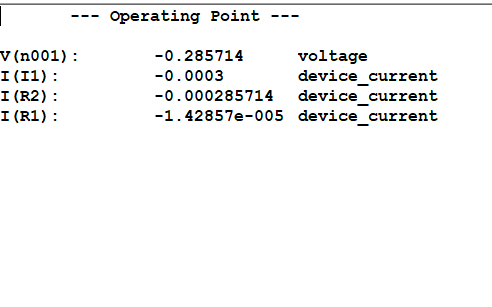 --- Operating Point ---
V(n001): -0.285714 voltage
I(I1): -0.0003 device_current
I(R2): -0.000285714 device_current
I(R1): -1.42857e-005 device_current